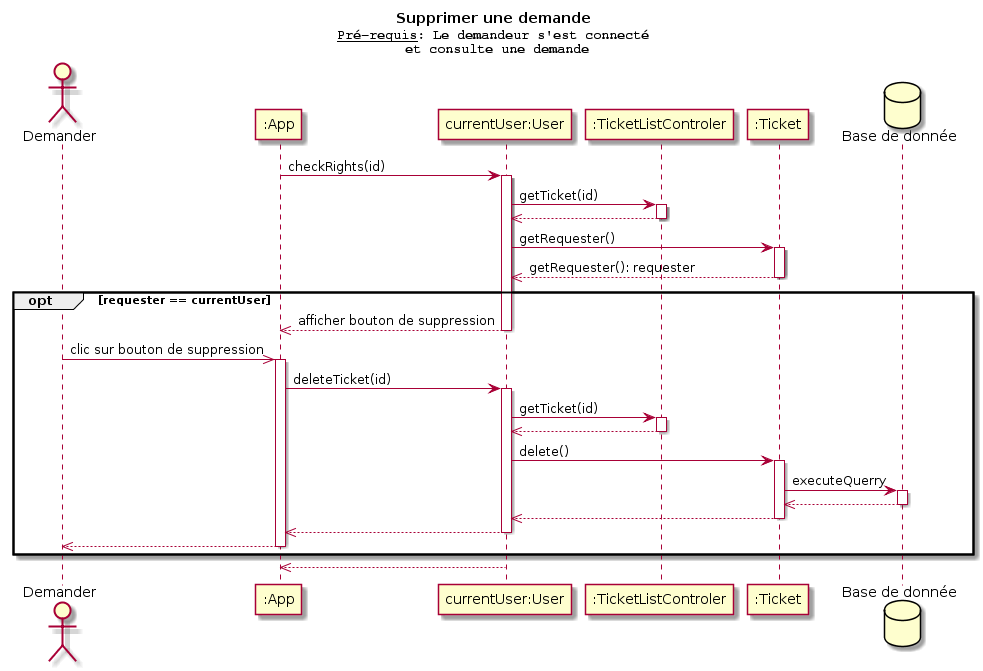 Supprimer une demande
Pré-requis: Le demandeur s'est connecté
et consulte une demande
Demander
:App
currentUser:User
:TicketListControler
:Ticket
Base de donnée
checkRights(id)
getTicket(id)
getRequester()
getRequester(): requester
opt [requester == currentUser]
afficher bouton de suppression
clic sur bouton de suppression
deleteTicket(id)
getTicket(id)
delete()
executeQuerry
Demander
:App
currentUser:User
:TicketListControler
:Ticket
Base de donnée